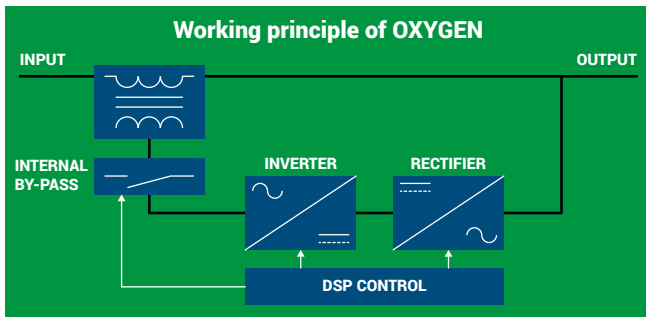 Working principle of OXYGEN
INPUT
OUTPUT
INTERNAL
BY-PASS
INVERTER
RECTIFIER
DSP CONTROL